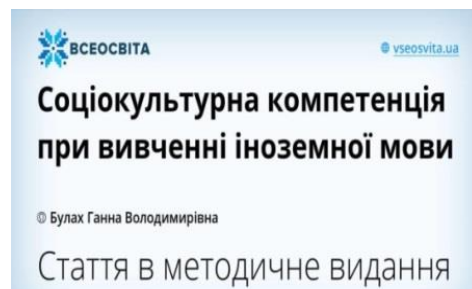 ВСЕОСВІТА
vseosvita.ua
Соціокультурна компетенція
при вивченні іноземної мови
© Булах Ганна Володимирівна
Стаття в методичне видання